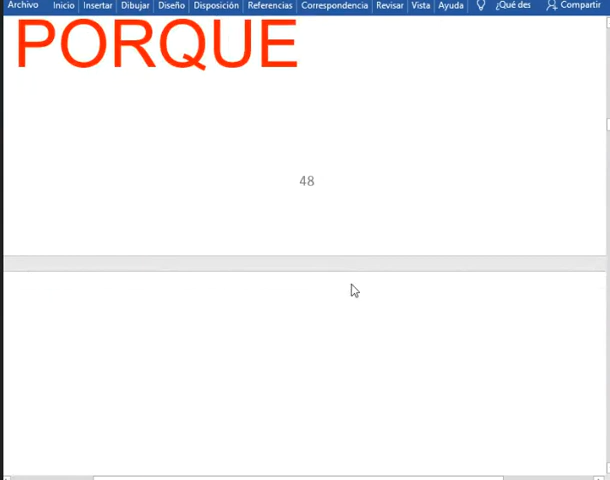 Archivo Inicio Insertar Dibujar Diseño Disposición Referencias Correspondencia Revisar Vista Ayuda ¿Qué des Compartir
PORQUE
48